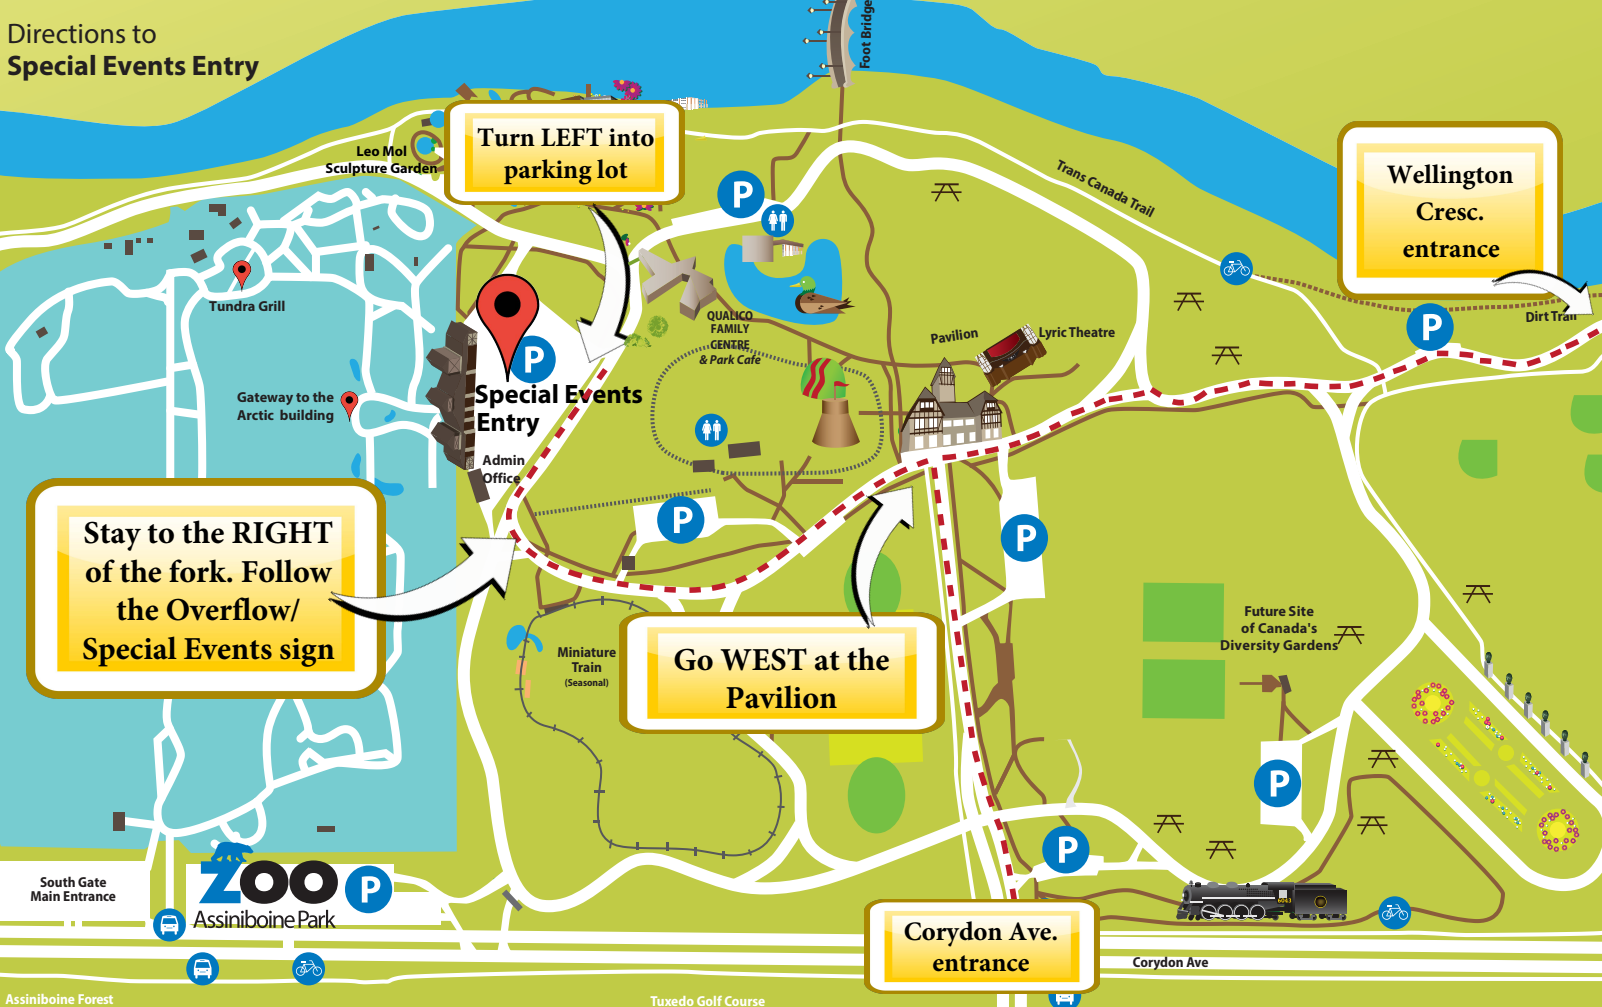 Directions to
Special Events Entry
Foot Bridge
Turn LEFT into
parking lot
Leo Mol
Sculpture Garden
P
Trans Canada Trail
Wellington
Cresc.
entrance
Tundra Grill
QUALICO
FAMILY
CENTRE
& Park Cafe
Pavilion
Lyric Theatre
P
Dirt Trail
P
Special Events
Entry
Gateway to the
Arctic building
Admin
Office
P
P
Stay to the RIGHT
of the fork. Follow
the Overflow/
Special Events sign
Go WEST at the
Pavilion
Miniature
Train
(Seasonal)
Future Site
of Canada's
Diversity Gardens
P
P
South Gate
Main Entrance
ZOO
Assiniboine Park
P
6043
Corydon Ave.
entrance
Corydon Ave
Assiniboine Forest
Tuxedo Golf Course